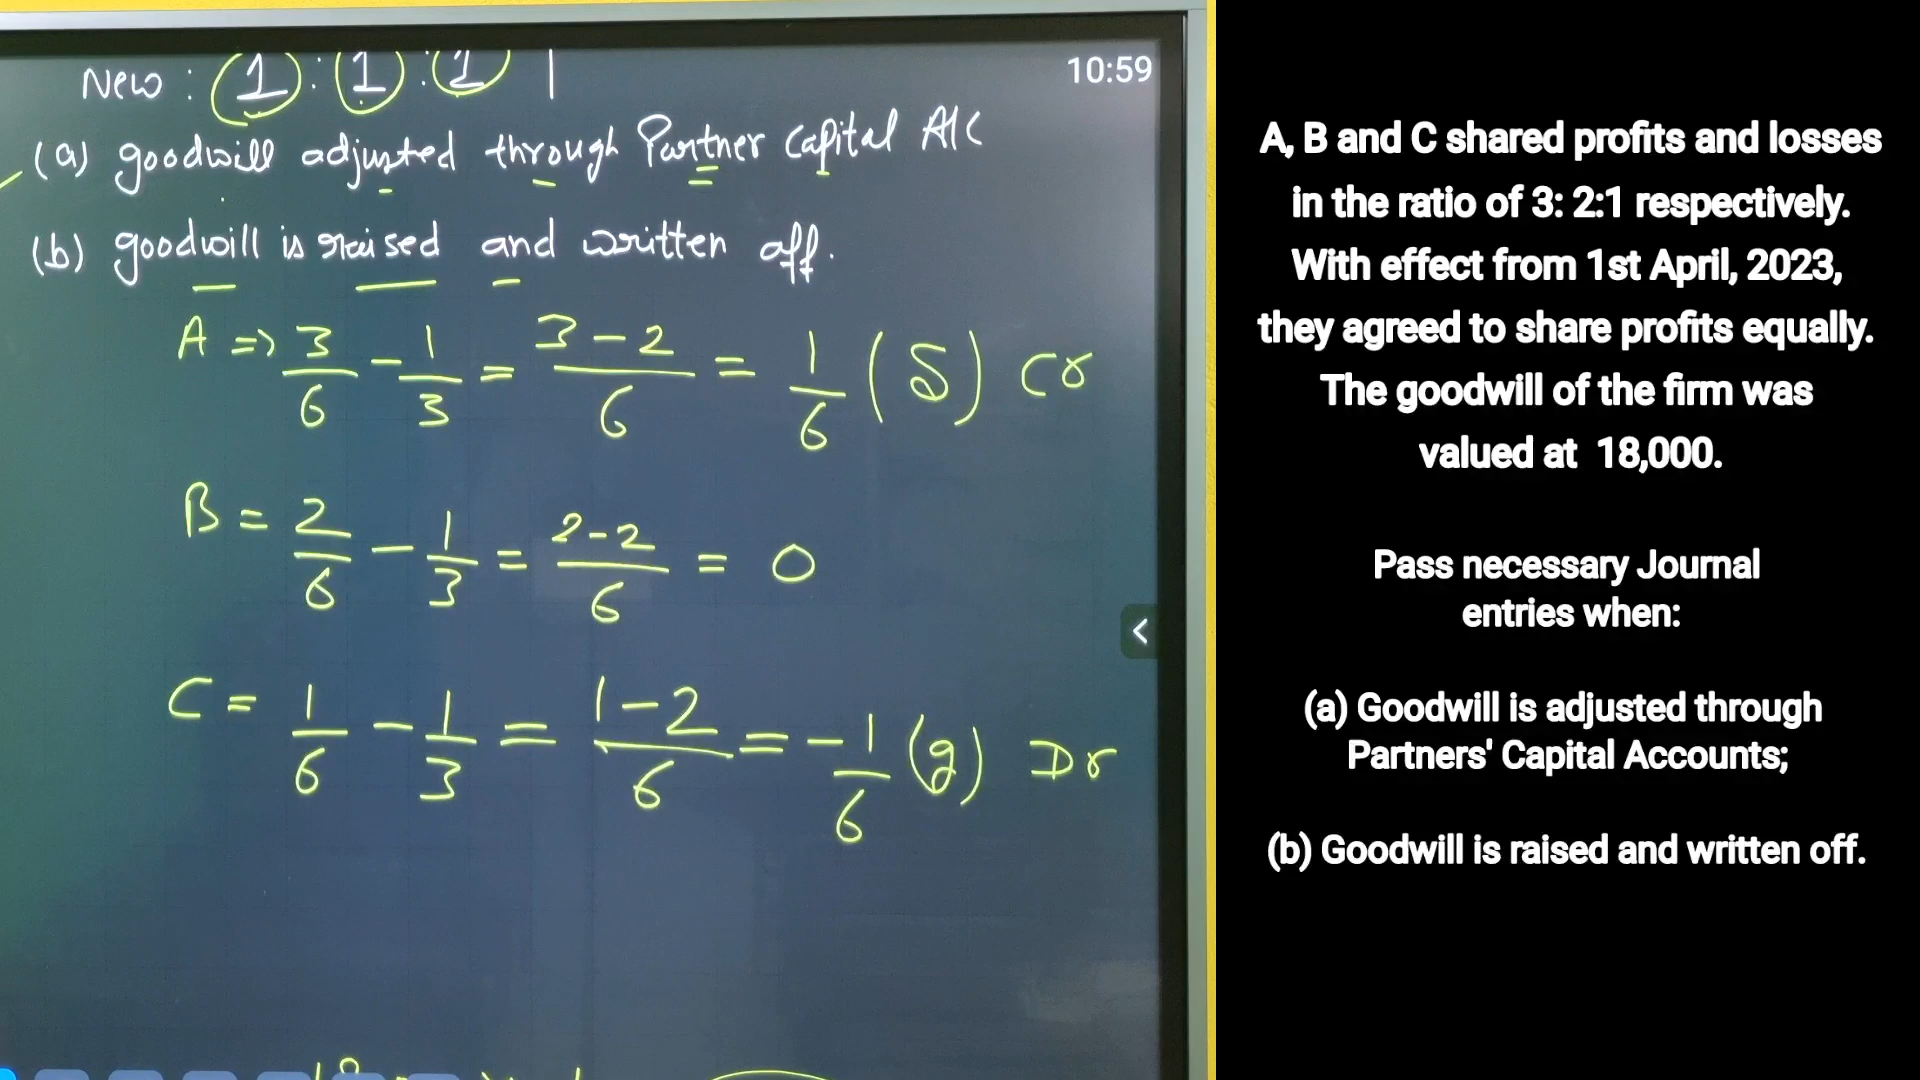 New : 1 : 1 : 1 |
10:59
(a) goodwill adjusted through Partner Capital A/C
(b) goodwill is raised and written off.
A => 3/6 - 1/3 = 3-2/6 = 1/6 (S) Cr
B = 2/6 - 1/3 = 2-2/6 = 0
<
C = 1/6 - 1/3 = 1-2/6 = -1/6 (g) Dr
A, B and C shared profits and losses
in the ratio of 3: 2:1 respectively.
With effect from 1st April, 2023,
they agreed to share profits equally.
The goodwill of the firm was
valued at 18,000.
Pass necessary Journal
entries when:
(a) Goodwill is adjusted through
Partners' Capital Accounts;
(b) Goodwill is raised and written off.